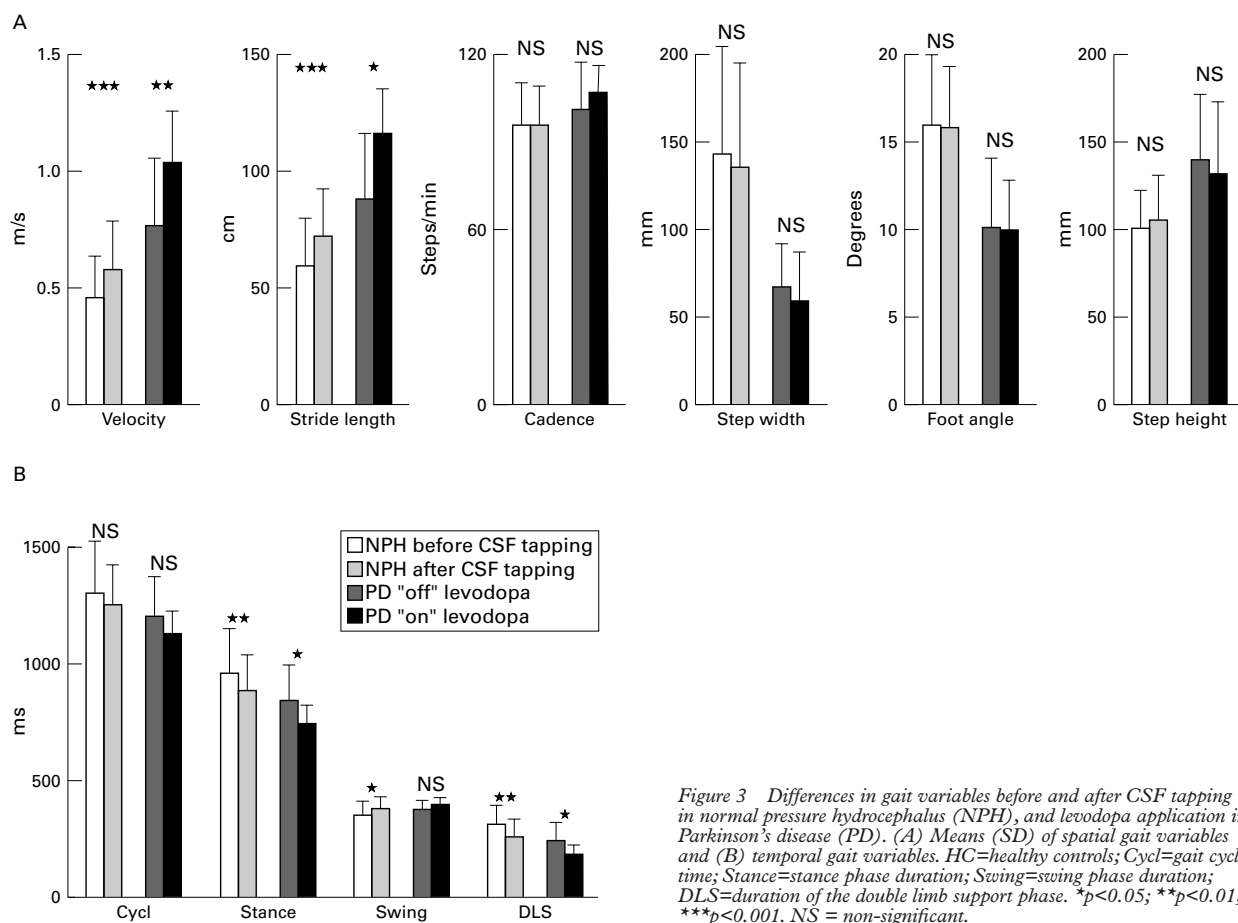 A
1.5
1.0
0.5
0
m/s
★★★ ★★
Velocity
150
100
50
0
cm
★★★ ★
Stride length
120
60
0
Steps/min
NS NS
Cadence
200
150
100
50
0
mm
NS
NS
Step width
20
15
10
5
0
Degrees
NS
NS
Foot angle
200
150
100
50
0
mm
NS
NS
Step height
B
1500
1000
500
0
ms
NS
NS
★★
★
★
NS
★★
★
Cycl Stance Swing DLS
NPH before CSF tapping
NPH after CSF tapping
PD "off" levodopa
PD "on" levodopa
Figure 3 Differences in gait variables before and after CSF tapping
in normal pressure hydrocephalus (NPH), and levodopa application i
Parkinson's disease (PD). (A) Means (SD) of spatial gait variables
and (B) temporal gait variables. HC=healthy controls; Cycl=gait cycl
time; Stance=stance phase duration; Swing=swing phase duration;
DLS=duration of the double limb support phase. *p<0.05; **p<0.01;
***p<0.001. NS = non-significant.